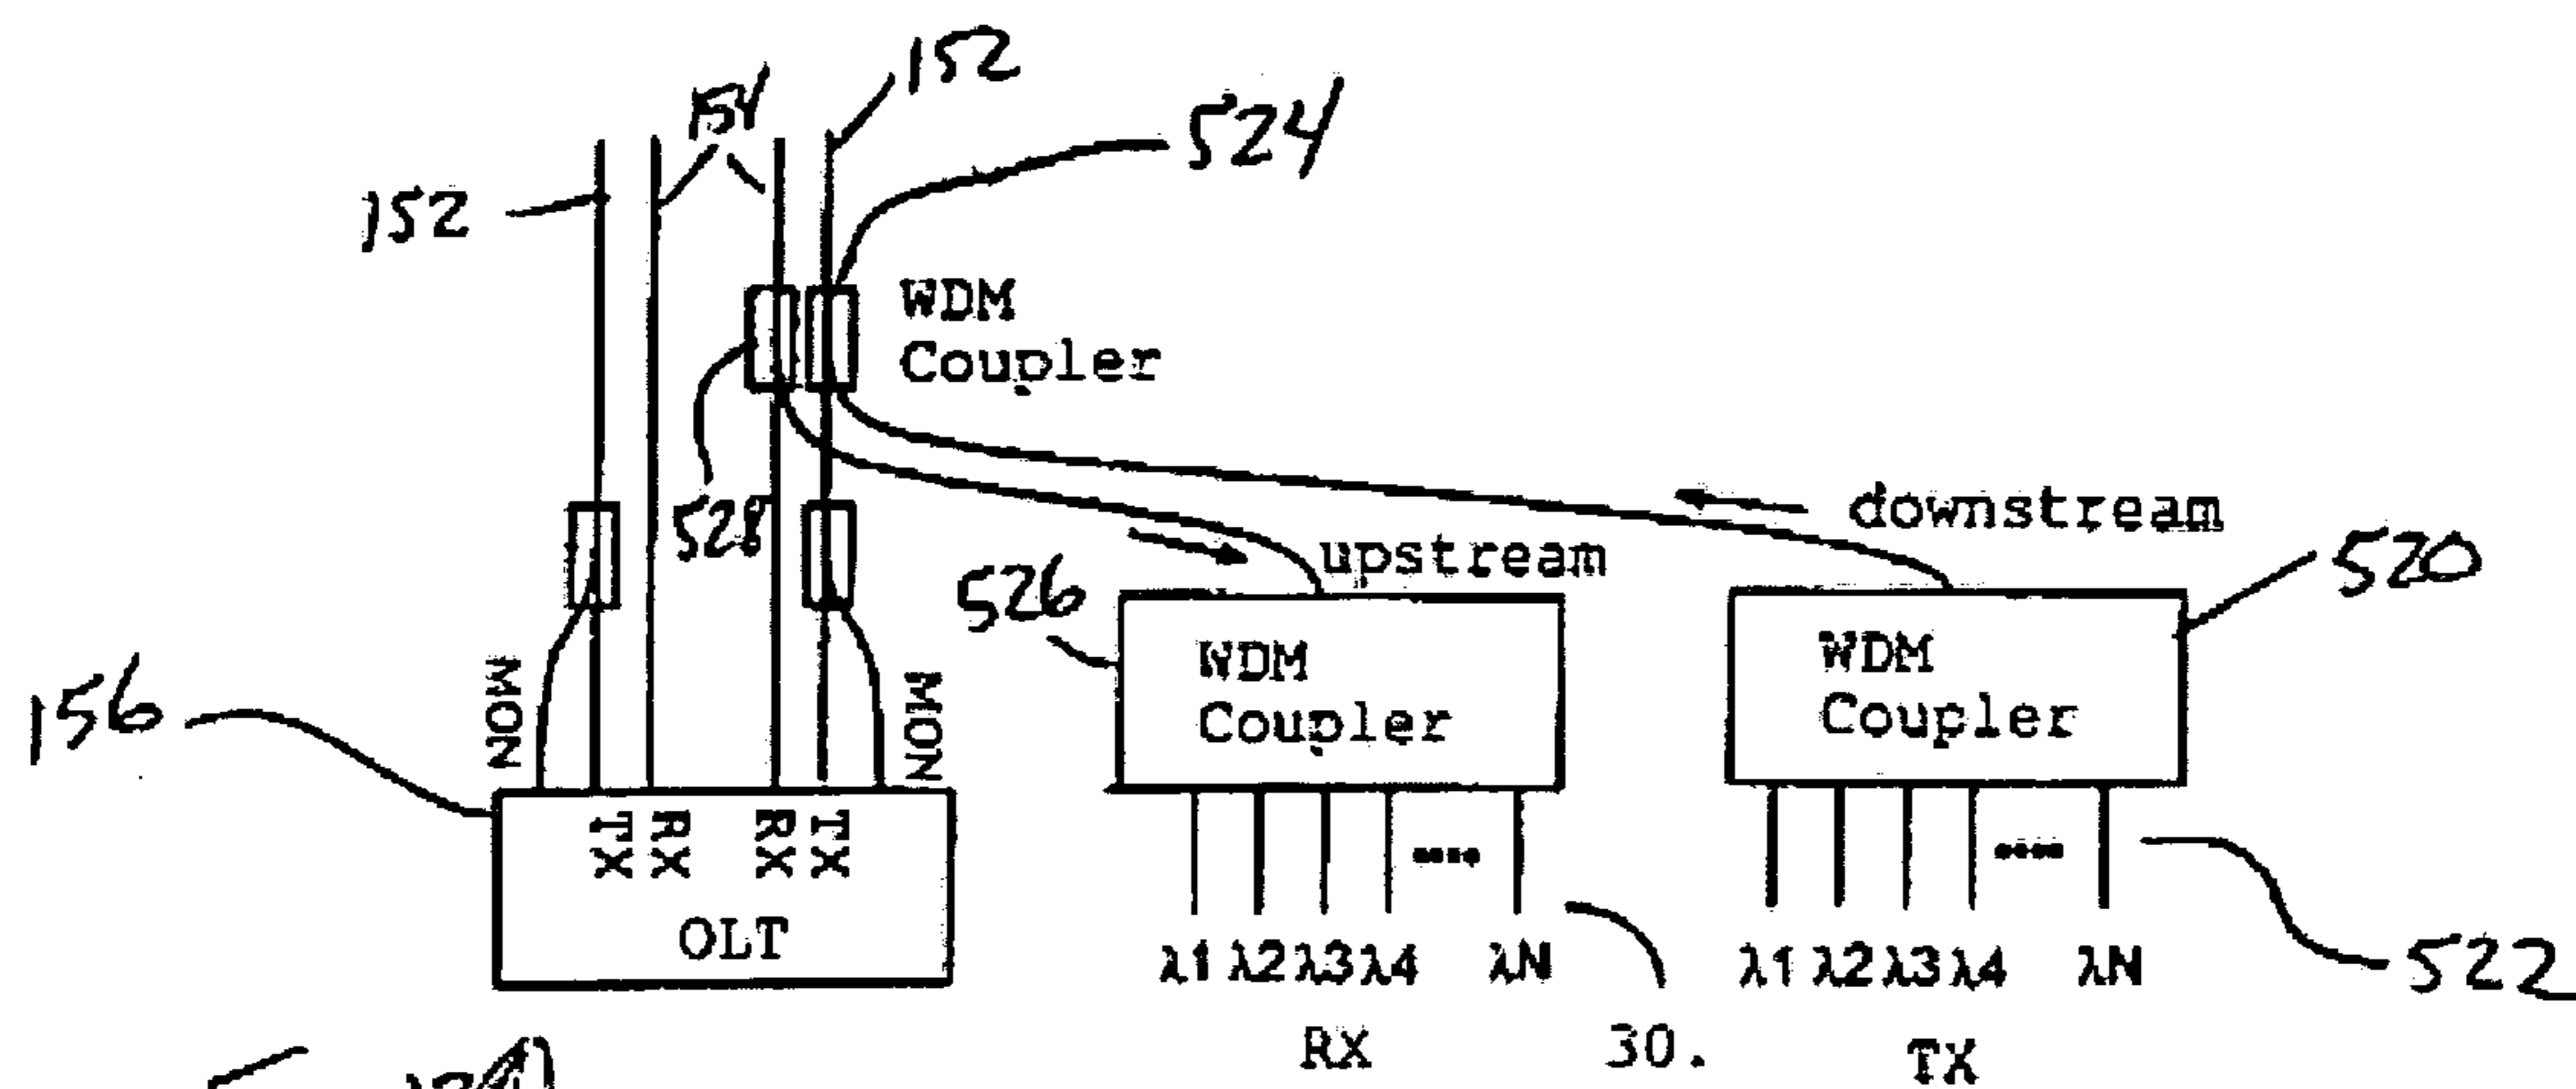 152
154
152
524
WDM
Coupler
528
downstream
upstream
520
526
WDM
Coupler
WDM
Coupler
156
MON
MON
TX
RX
RX
TX
OLT
λ1 λ2 λ3 λ4 .... λN
λ1 λ2 λ3 λ4 .... λN
522
RX
30.
TX